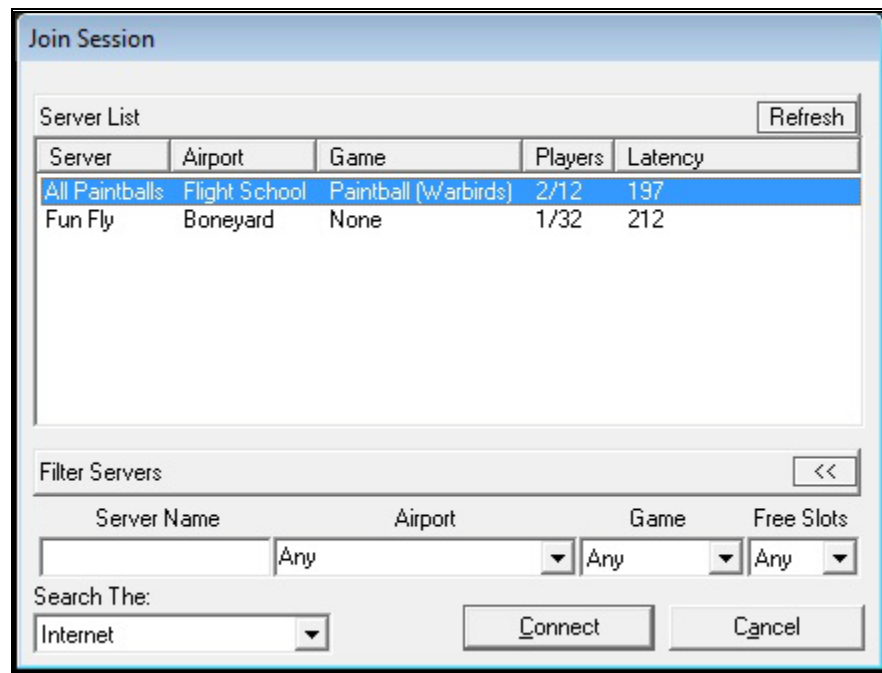 Join Session
Server List Refresh
Server Airport Game Players Latency
All Paintballs Flight School Paintball (Warbirds) 2/12 197
Fun Fly Boneyard None 1/32 212
Filter Servers <<
Server Name Airport Game Free Slots
Any Any Any
Search The:
Internet Connect Cancel